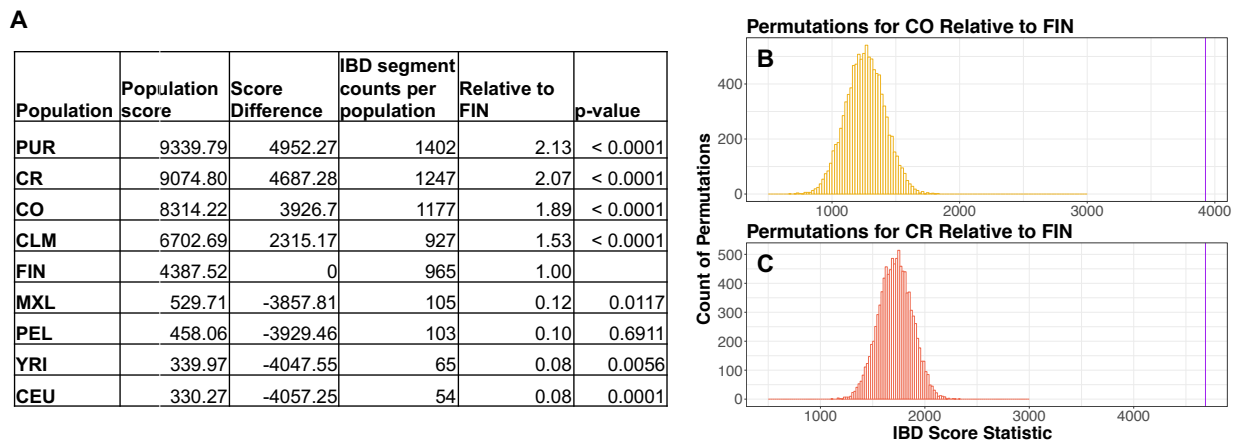 A
Population
Population score
Score Difference
IBD segment counts per population
Relative to FIN
p-value
PUR 9339.79 4952.27 1402 2.13 < 0.0001
CR 9074.80 4687.28 1247 2.07 < 0.0001
CO 8314.22 3926.7 1177 1.89 < 0.0001
CLM 6702.69 2315.17 927 1.53 < 0.0001
FIN 4387.52 0 965 1.00
MXL 529.71 -3857.81 105 0.12 0.0117
PEL 458.06 -3929.46 103 0.10 0.6911
YRI 339.97 -4047.55 65 0.08 0.0056
CEU 330.27 -4057.25 54 0.08 0.0001
Permutations for CO Relative to FIN
B
400
200
0
1000 2000 3000 4000
Permutations for CR Relative to FIN
C
500
400
300
200
100
0
1000 2000 3000 4000
Count of Permutations
IBD Score Statistic